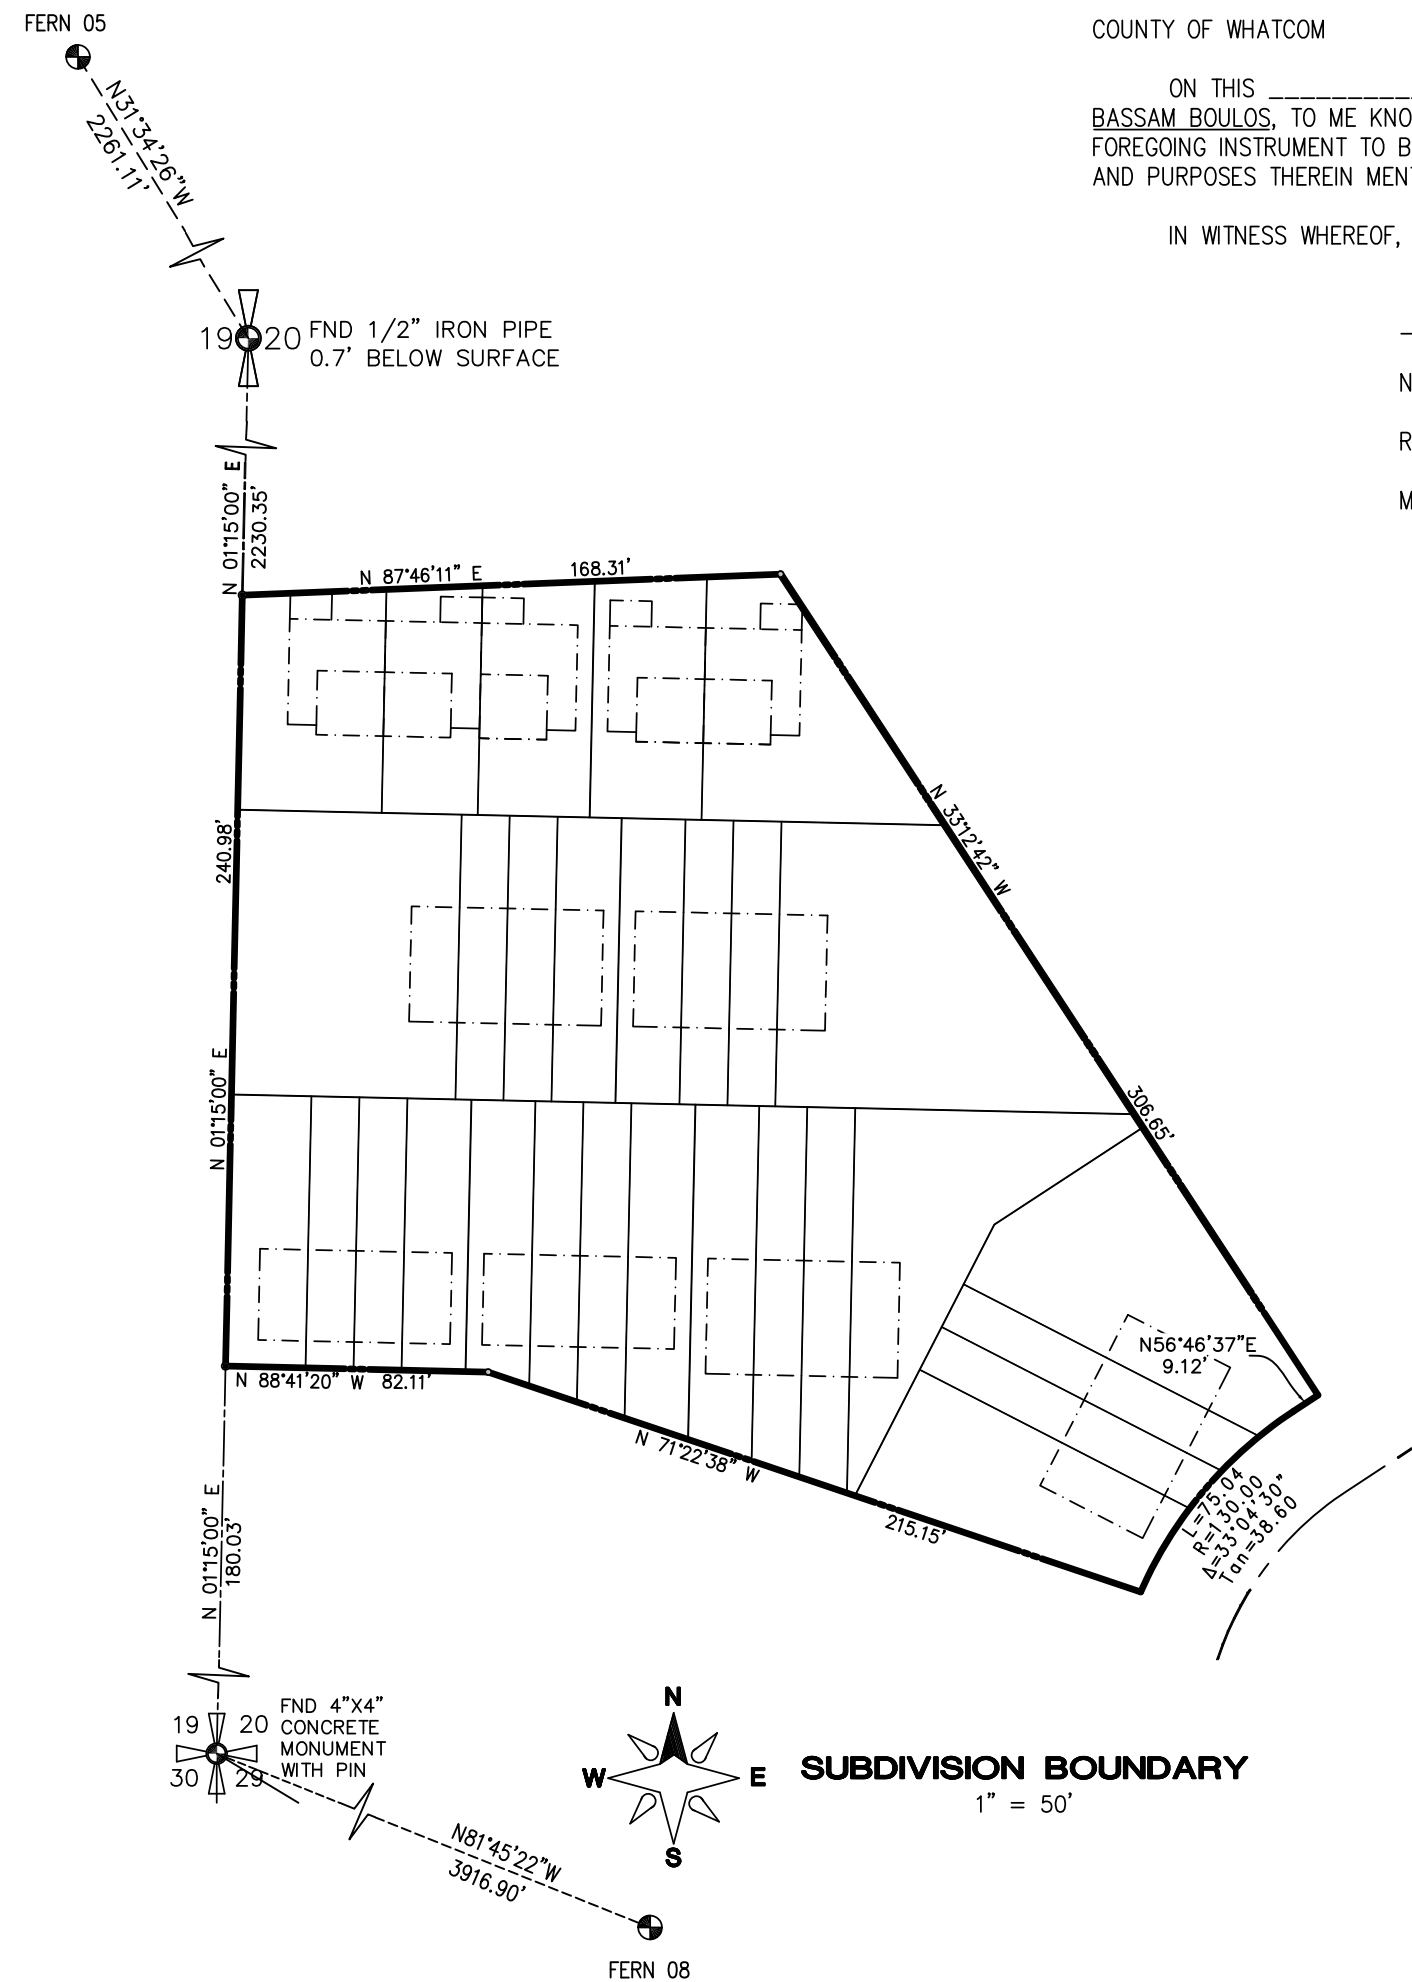 FERN 05
COUNTY OF WHATCOM
ON THIS
BASSAM BOULOS, TO ME KNO
FOREGOING INSTRUMENT TO B
AND PURPOSES THEREIN MENT
IN WITNESS WHEREOF,
N
R
M
N31°34'26"W
2261.11'
19 20
FND 1/2" IRON PIPE
0.7' BELOW SURFACE
N 01°15'00" E
2230.35'
N 87°46'11" E 168.31'
240.98'
N 01°15'00" E
N 33°12'42" W
306.65'
N56°46'37"E
9.12'
N 88°41'20" W 82.11'
N 71°22'38" W
215.15'
L=75.04
R=130.00
Δ=33°04'30"
Tan=38.60
N 01°15'00" E
180.03'
19 20
30 29
FND 4"X4"
CONCRETE
MONUMENT
WITH PIN
N
W E
S
SUBDIVISION BOUNDARY
1" = 50'
N81°45'22"W
3916.90'
FERN 08